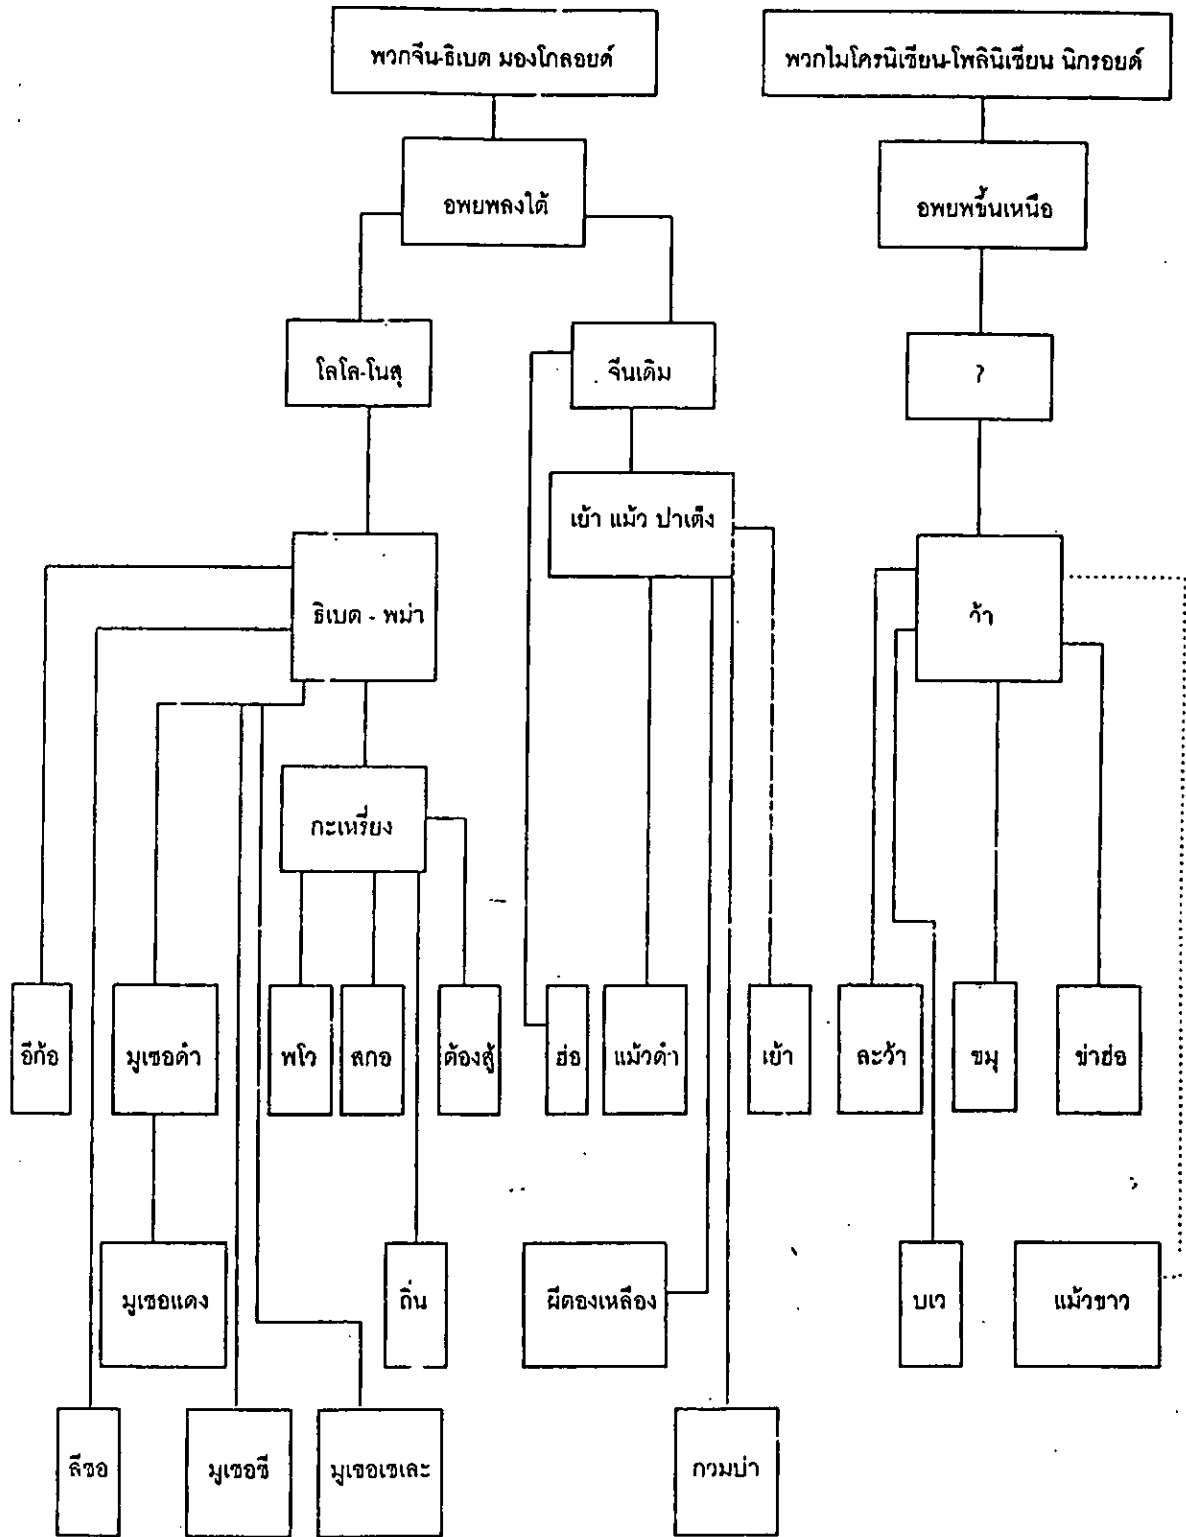 พวกจีน-ธิเบต มองโกลอยด์
พวกไมโครนิเซียน-โพลินิเซียน นิกรอยด์
อพยพลงใต้
อพยพขึ้นเหนือ
โลโล-โนสุ
จีนเดิม
?
เย้า แม้ว ปาเต็ง
ธิเบต - พม่า
ว้า
กะเหรี่ยง
อีก้อ
มูเซอดำ
พโว
สกอ
ต้องสู้
ฮ่อ
แม้วดำ
เย้า
ละว้า
ขมุ
ข่าฮ่อ
มูเซอแดง
ถิ่น
ผีตองเหลือง
บเว
แม้วขาว
ลีซอ
มูเซอซี
มูเซอเซเละ
กวมบ่า